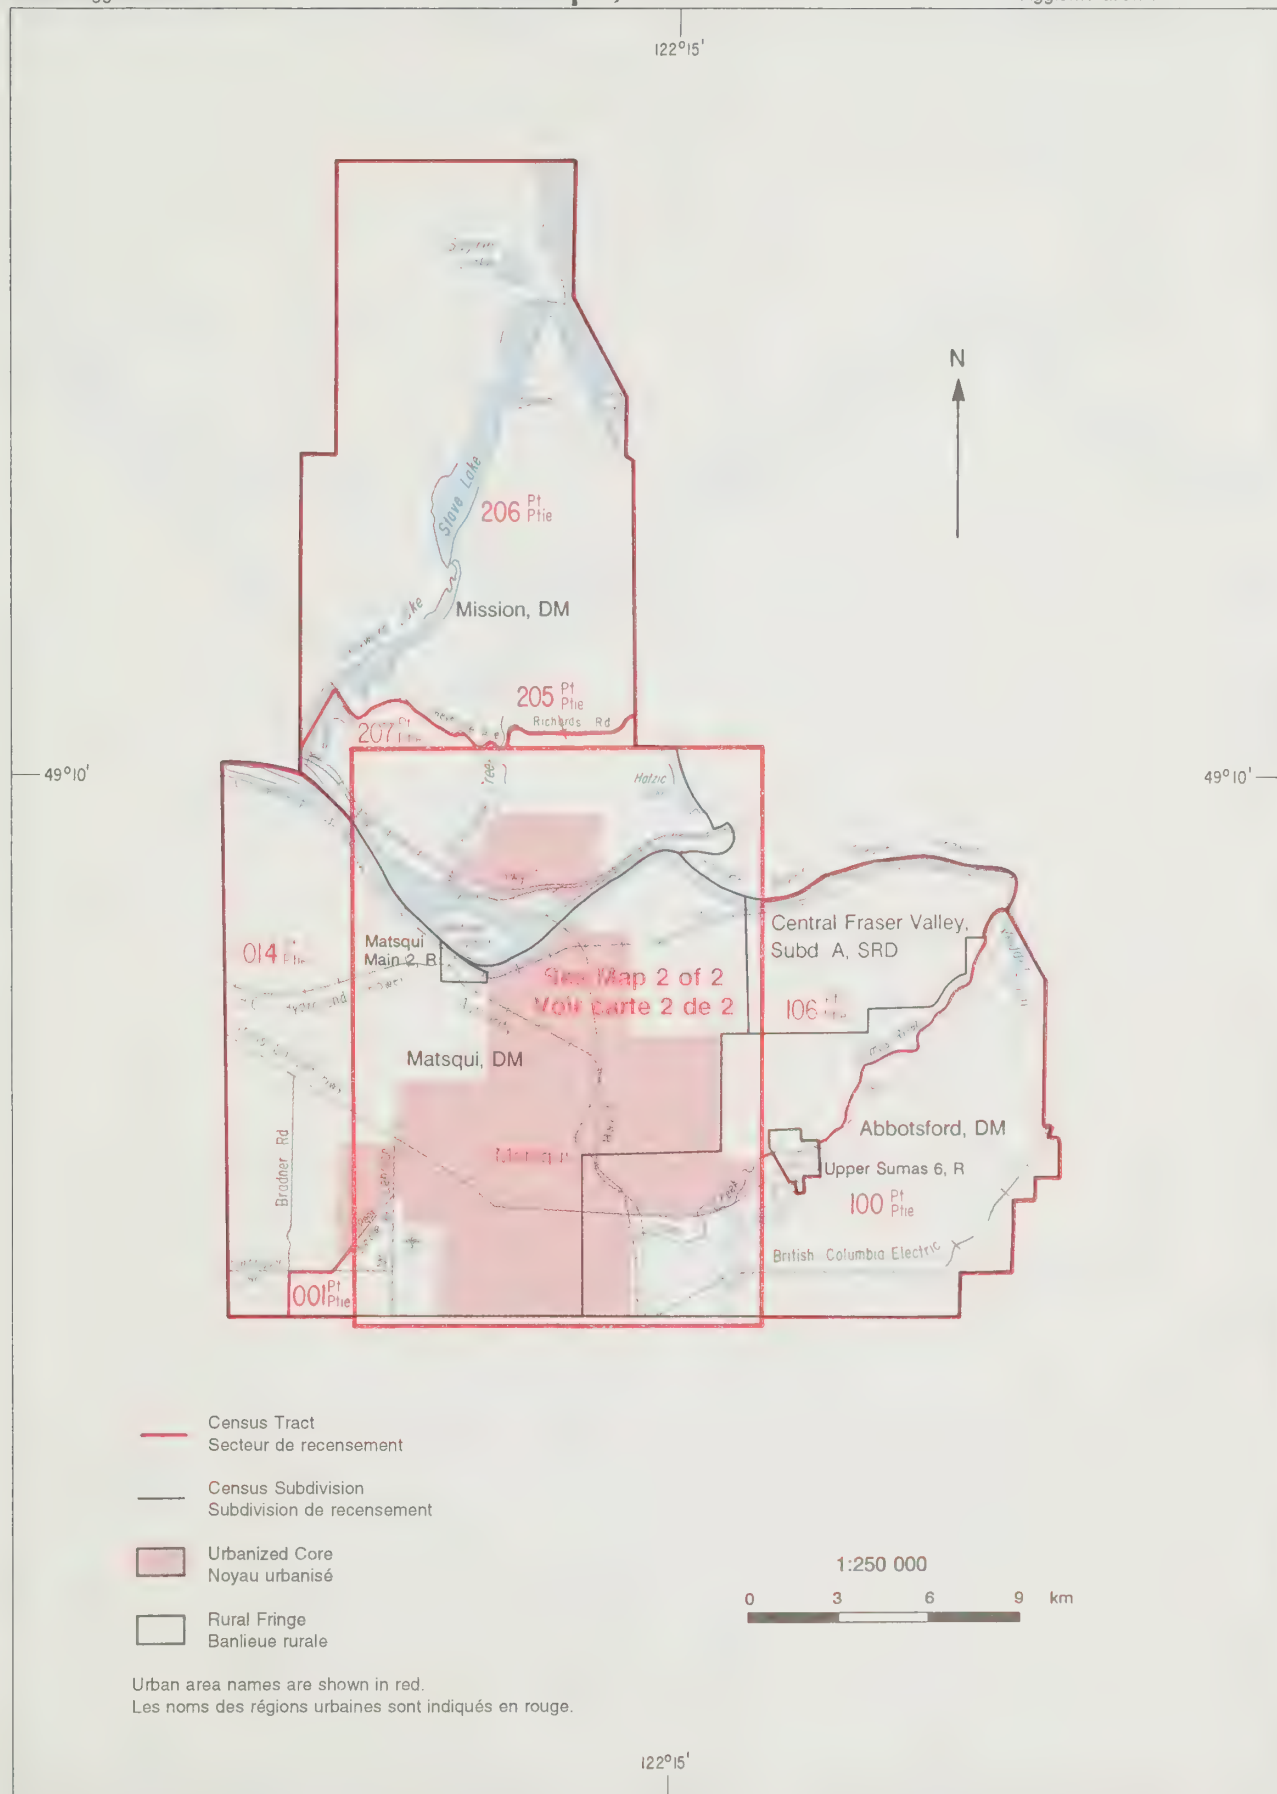 122°15'
N
Stave Lake
206 Pt
Ptie
Mission, DM
205 Pt
Ptie
Richards Rd
207
49°10'
Hatzic
49°10'
Central Fraser Valley,
Subd A, SRD
014
Matsqui
Main 2, R
See Map 2 of 2
Voir carte 2 de 2
106
Matsqui, DM
Abbotsford, DM
Bradner Rd
Upper Sumas 6, R
100 Pt
Ptie
British Columbia Electric
001 Pt
Ptie
Census Tract
Secteur de recensement
Census Subdivision
Subdivision de recensement
Urbanized Core
Noyau urbanisé
Rural Fringe
Banlieue rurale
1:250 000
0 3 6 9 km
Urban area names are shown in red.
Les noms des régions urbaines sont indiqués en rouge.
122°15'